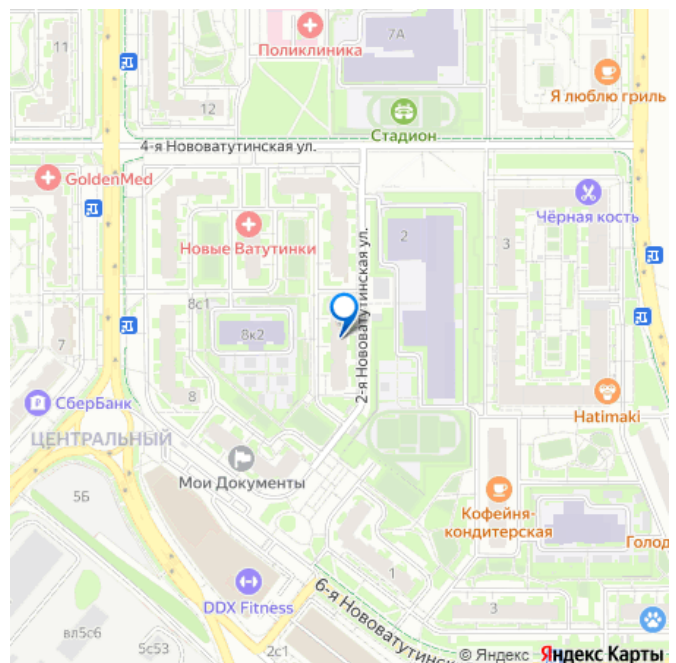 7А
11
Поликлиника
Я люблю гриль
12
Стадион
4-я Нововатутинская ул.
GoldenMed
Чёрная кость
Новые Ватутинки
2
3
2-я Нововатутинская ул.
8с1
8к2
7
8
СберБанк
Hatimaki
ЦЕНТРАЛЬНЫЙ
Мои Документы
5Б
Кофейня-
кондитерская
Голод
1
DDX Fitness
6-я Нововатутинск
3
вл5с6
5с53
2с1
© Яндекс Яндекс Карты